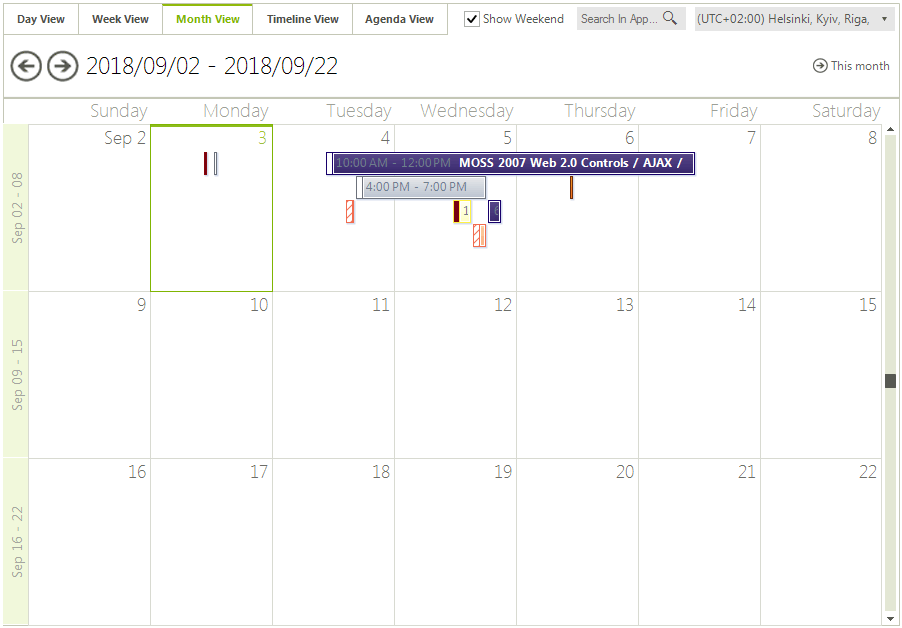 Day View Week View Month View Timeline View Agenda View Show Weekend Search In App... (UTC+02:00) Helsinki, Kyiv, Riga,
2018/09/02 - 2018/09/22 This month
Sunday Monday Tuesday Wednesday Thursday Friday Saturday
Sep 02 - 08
Sep 2 3 4 5 6 7 8
10:00 AM - 12:00 PM MOSS 2007 Web 2.0 Controls / AJAX /
4:00 PM - 7:00 PM
1
Sep 09 - 15
9 10 11 12 13 14 15
Sep 16 - 22
16 17 18 19 20 21 22